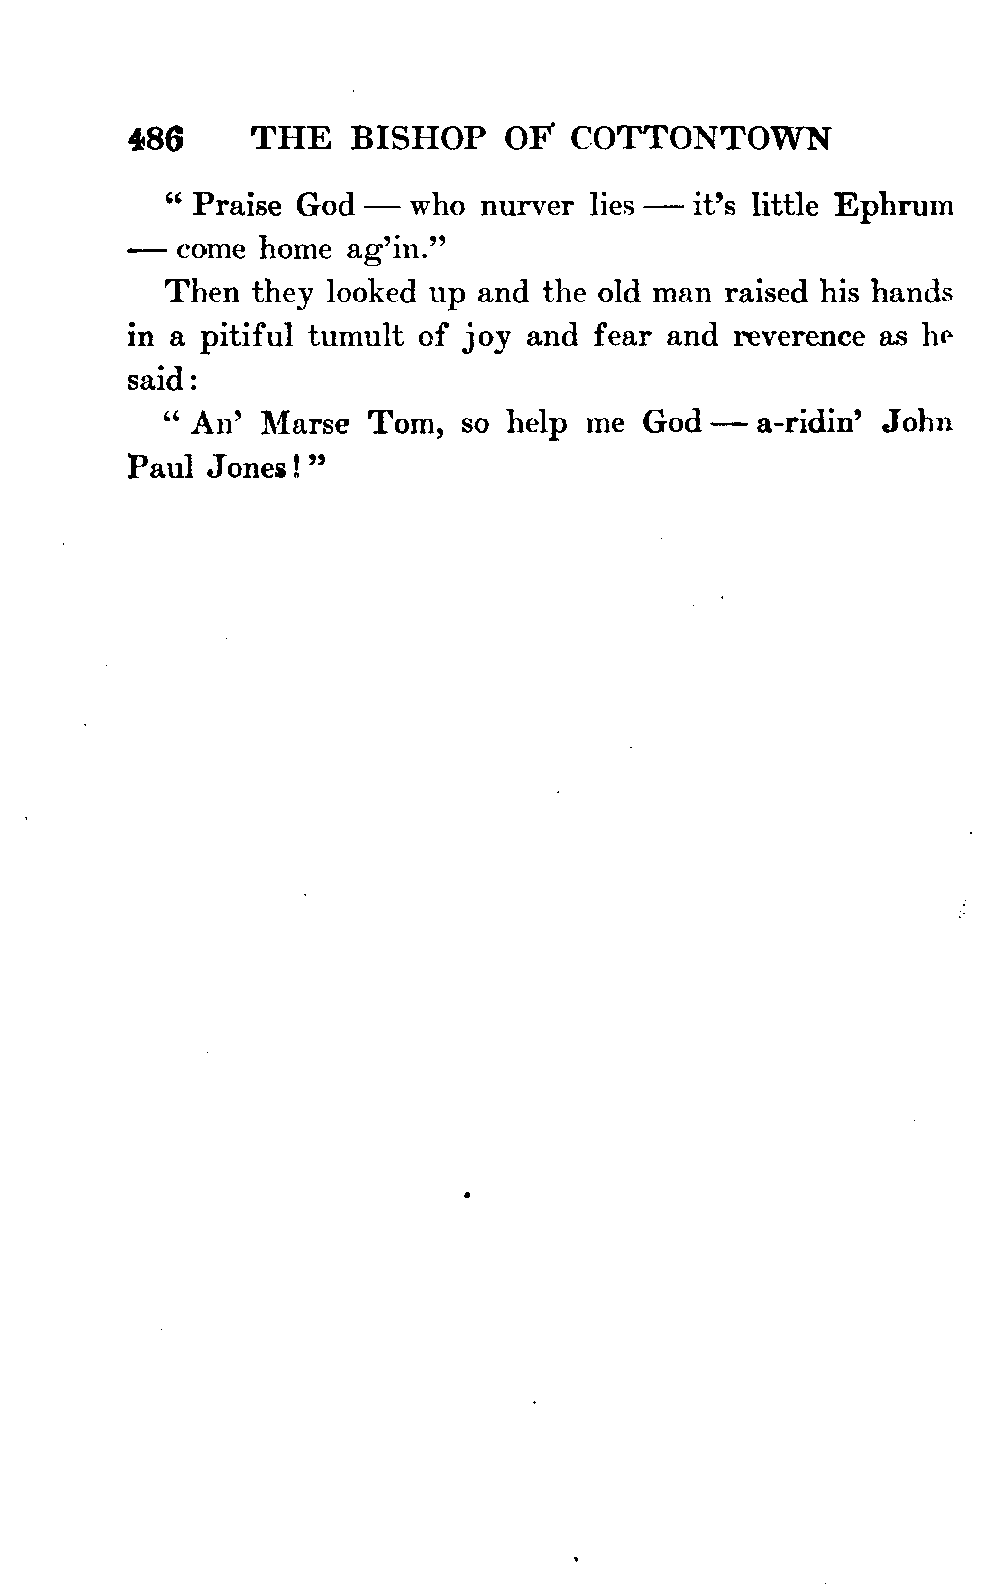 486 THE BISHOP OF COTTONTOWN
“ Praise God — who nurver lies — it’s little Ephrum
— come home ag’in.”
Then they looked up and the old man raised his hands
in a pitiful tumult of joy and fear and reverence as he
said:
“ An’ Marse Tom, so help me God — a-ridin’ John
Paul Jones! ”